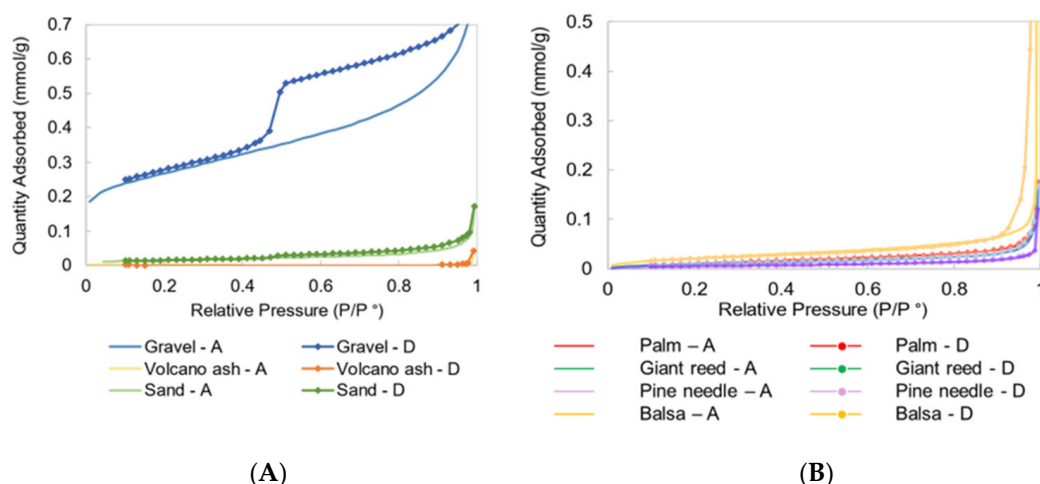 0.7
0.6
0.5
0.4
0.3
0.2
0.1
0
Quantity Adsorbed (mmol/g)
0 0.2 0.4 0.6 0.8 1
Relative Pressure (P/P °)
Gravel - A Gravel - D
Volcano ash - A Volcano ash - D
Sand - A Sand - D
(A)
0.5
0.4
0.3
0.2
0.1
0
Quantity Adsorbed (mmol/g)
0 0.2 0.4 0.6 0.8 1
Relative Pressure (P/P °)
Palm – A Palm - D
Giant reed - A Giant reed - D
Pine needle – A Pine needle - D
Balsa – A Balsa - D
(B)